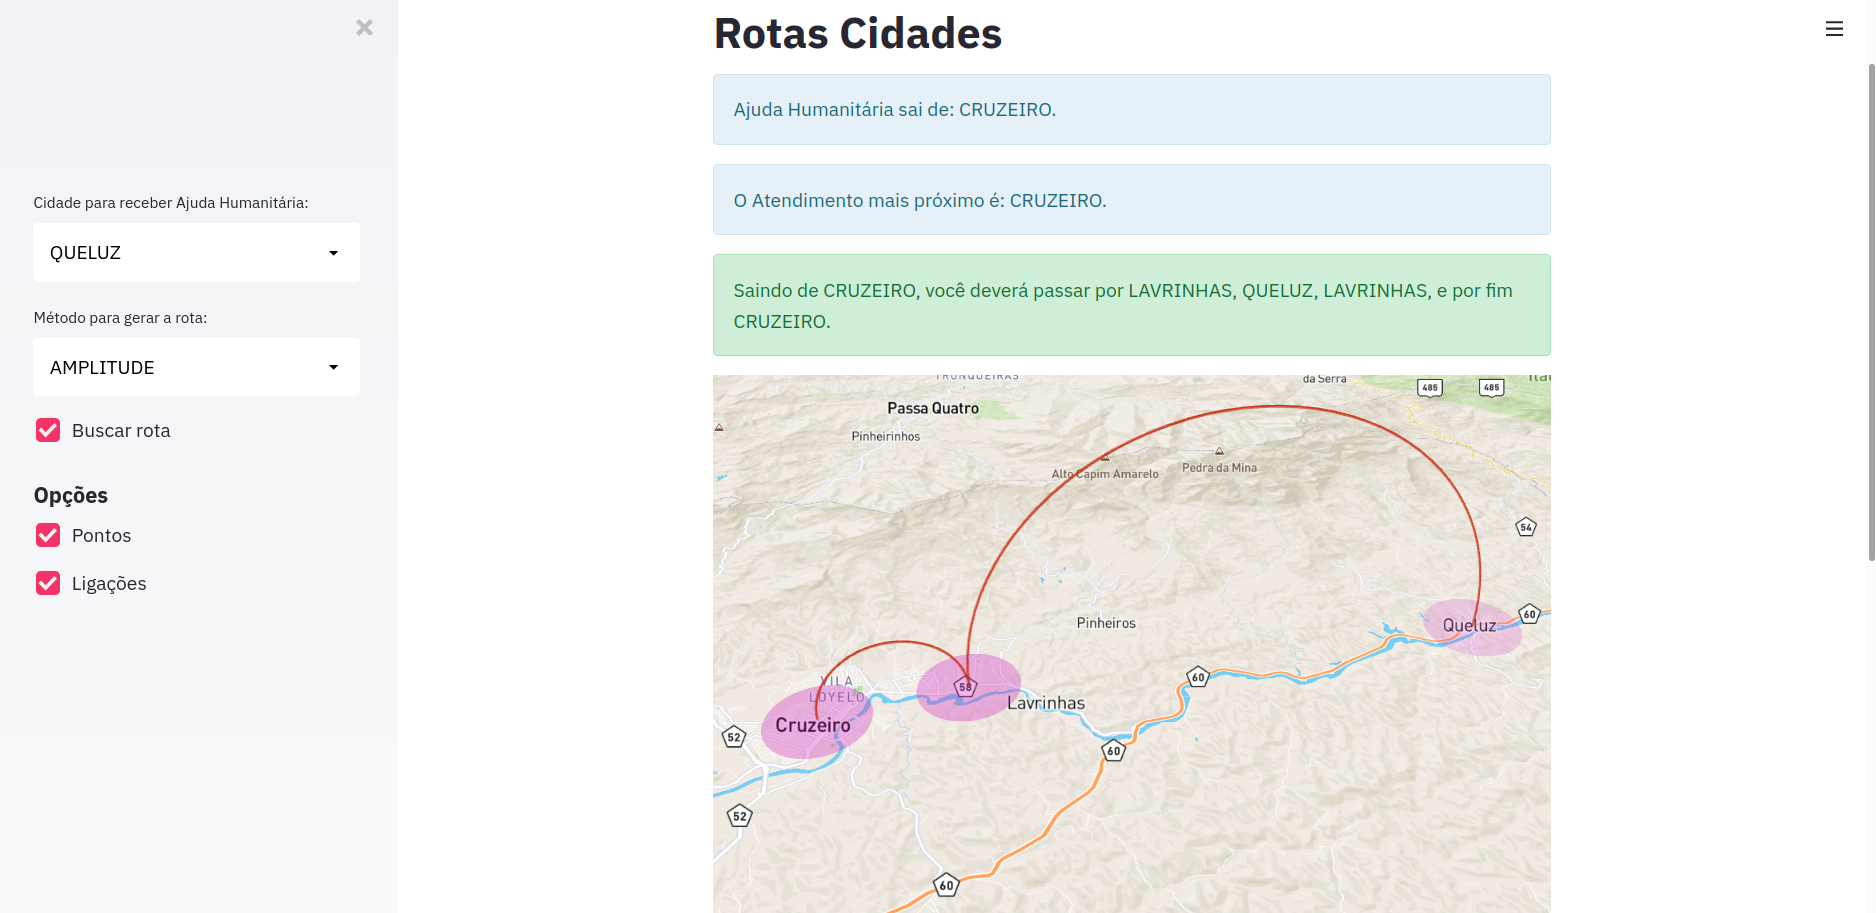 Rotas Cidades
Cidade para receber Ajuda Humanitária:
QUELUZ
Método para gerar a rota:
AMPLITUDE
Buscar rota
Opções
Pontos
Ligações
Ajuda Humanitária sai de: CRUZEIRO.
O Atendimento mais próximo é: CRUZEIRO.
Saindo de CRUZEIRO, você deverá passar por LAVRINHAS, QUELUZ, LAVRINHAS, e por fim
CRUZEIRO.
da Serra
485
485
Passa Quatro
Pinheirinhos
Alto Capim Amarelo
Pedra da Mina
54
Pinheiros
60
Queluz
VILA
LOYELO
58
60
Lavrinhas
Cruzeiro
52
60
52
60